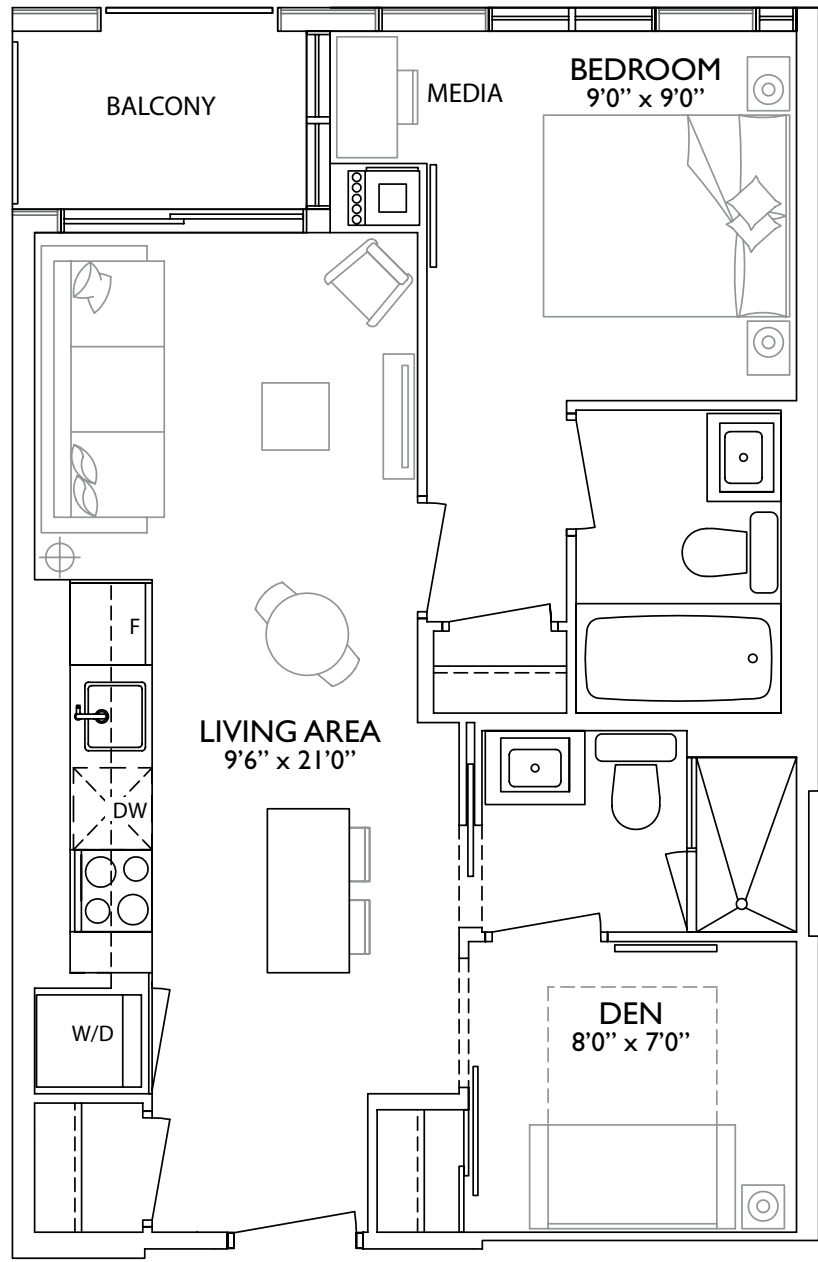 BALCONY
MEDIA
BEDROOM
9’0” x 9’0”
F
LIVING AREA
9’6” x 21’0”
DW
W/D
DEN
8’0” x 7’0”